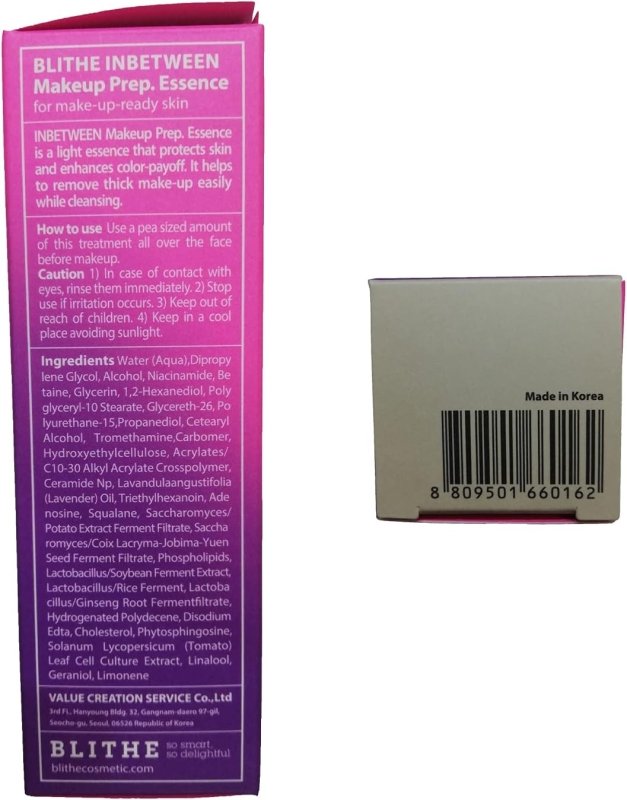 BLITHE INBETWEEN
Makeup Prep. Essence
for make-up-ready skin
INBETWEEN Makeup Prep. Essence
is a light essence that protects skin
and enhances color-payoff. It helps
to remove thick make-up easily
while cleansing.
How to use Use a pea sized amount
of this treatment all over the face
before makeup.
Caution 1) In case of contact with
eyes, rinse them immediately. 2) Stop
use if irritation occurs. 3) Keep out of
reach of children. 4) Keep in a cool
place avoiding sunlight.
Ingredients Water (Aqua),Dipropy
lene Glycol, Alcohol, Niacinamide, Be
taine, Glycerin, 1,2-Hexanediol, Poly
glyceryl-10 Stearate, Glycereth-26, Po
lyurethane-15,Propanediol, Cetearyl
Alcohol, Tromethamine,Carbomer,
Hydroxyethylcellulose, Acrylates/
C10-30 Alkyl Acrylate Crosspolymer,
Ceramide Np, Lavandulaangustifolia
(Lavender) Oil, Triethylhexanoin, Ade
nosine, Squalane, Saccharomyces/
Potato Extract Ferment Filtrate, Saccha
romyces/Coix Lacryma-Jobima-Yuen
Seed Ferment Filtrate, Phospholipids,
Lactobacillus/Soybean Ferment Extract,
Lactobacillus/Rice Ferment, Lactoba
cillus/Ginseng Root Fermentfiltrate,
Hydrogenated Polydecene, Disodium
Edta, Cholesterol, Phytosphingosine,
Solanum Lycopersicum (Tomato)
Leaf Cell Culture Extract, Linalool,
Geraniol, Limonene
VALUE CREATION SERVICE Co.,Ltd
3rd Fl., Hanyoung Bldg. 32, Gangnam-daero 97-gil,
Seocho-gu, Seoul, 06526 Republic of Korea
BLITHE so smart,
so delightful
blithecosmetic.com
Made in Korea
8 809501 660162